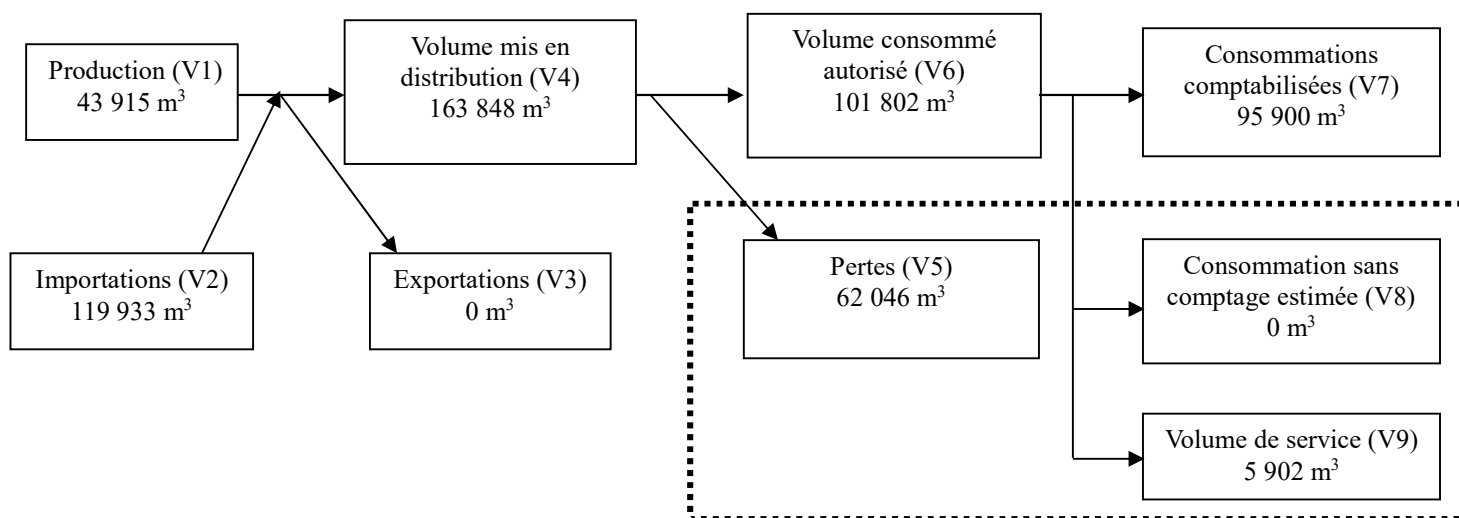 Production (V1)
43 915 m³
Volume mis en
distribution (V4)
163 848 m³
Volume consommé
autorisé (V6)
101 802 m³
Consommations
comptabilisées (V7)
95 900 m³
Importations (V2)
119 933 m³
Exportations (V3)
0 m³
Pertes (V5)
62 046 m³
Consommation sans
comptage estimée (V8)
0 m³
Volume de service (V9)
5 902 m³